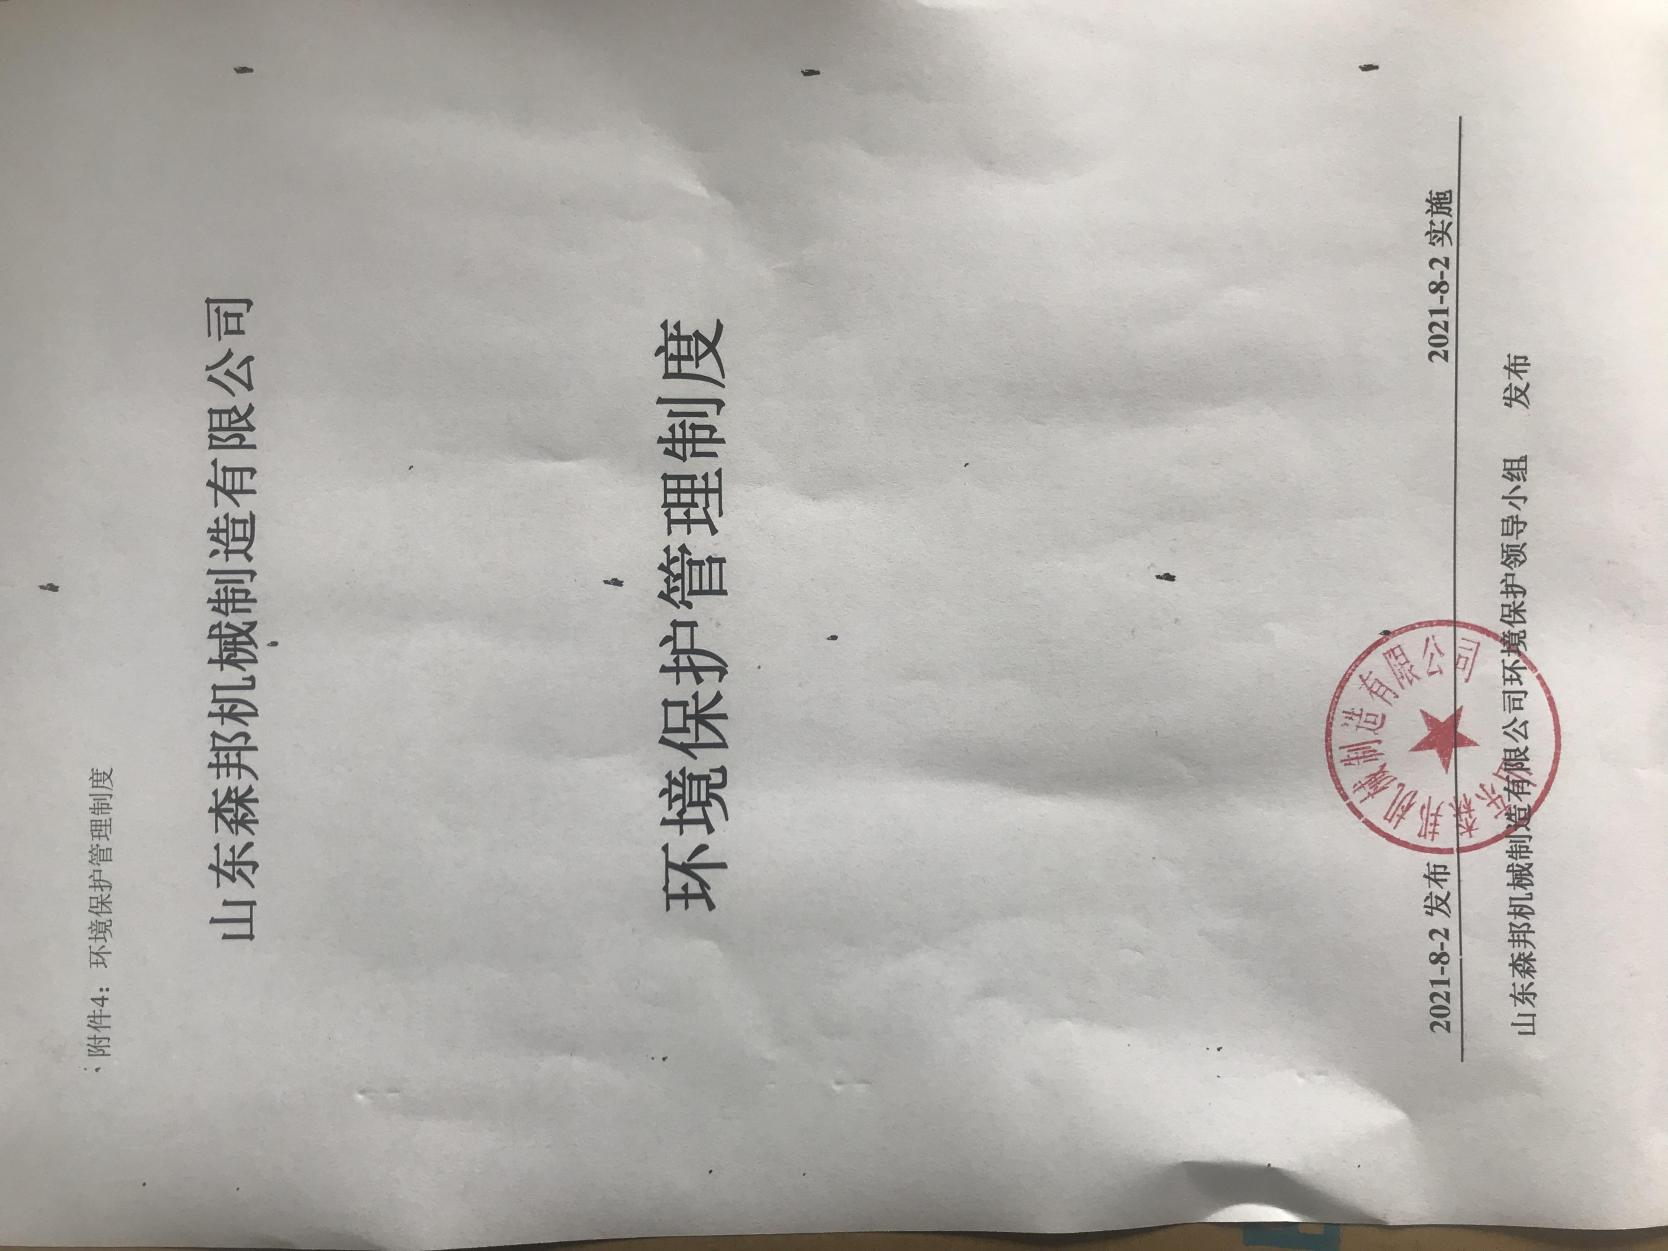 附件4：环境保护管理制度
山东森邦机械制造有限公司
环境保护管理制度
2021-8-2 发布 2021-8-2 实施
山东森邦机械制造有限公司环境保护领导小组 发布
山东森邦机械制造有限公司